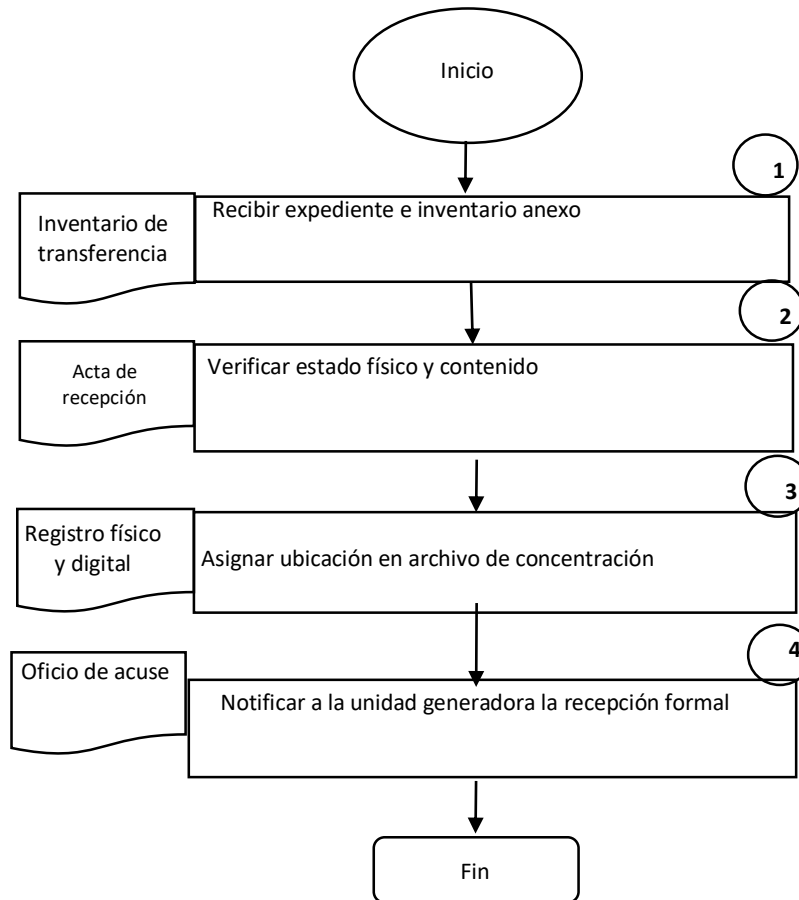 Inicio
1
Inventario de
transferencia
Recibir expediente e inventario anexo
2
Acta de
recepción
Verificar estado físico y contenido
3
Registro físico
y digital
Asignar ubicación en archivo de concentración
4
Oficio de acuse
Notificar a la unidad generadora la recepción formal
Fin